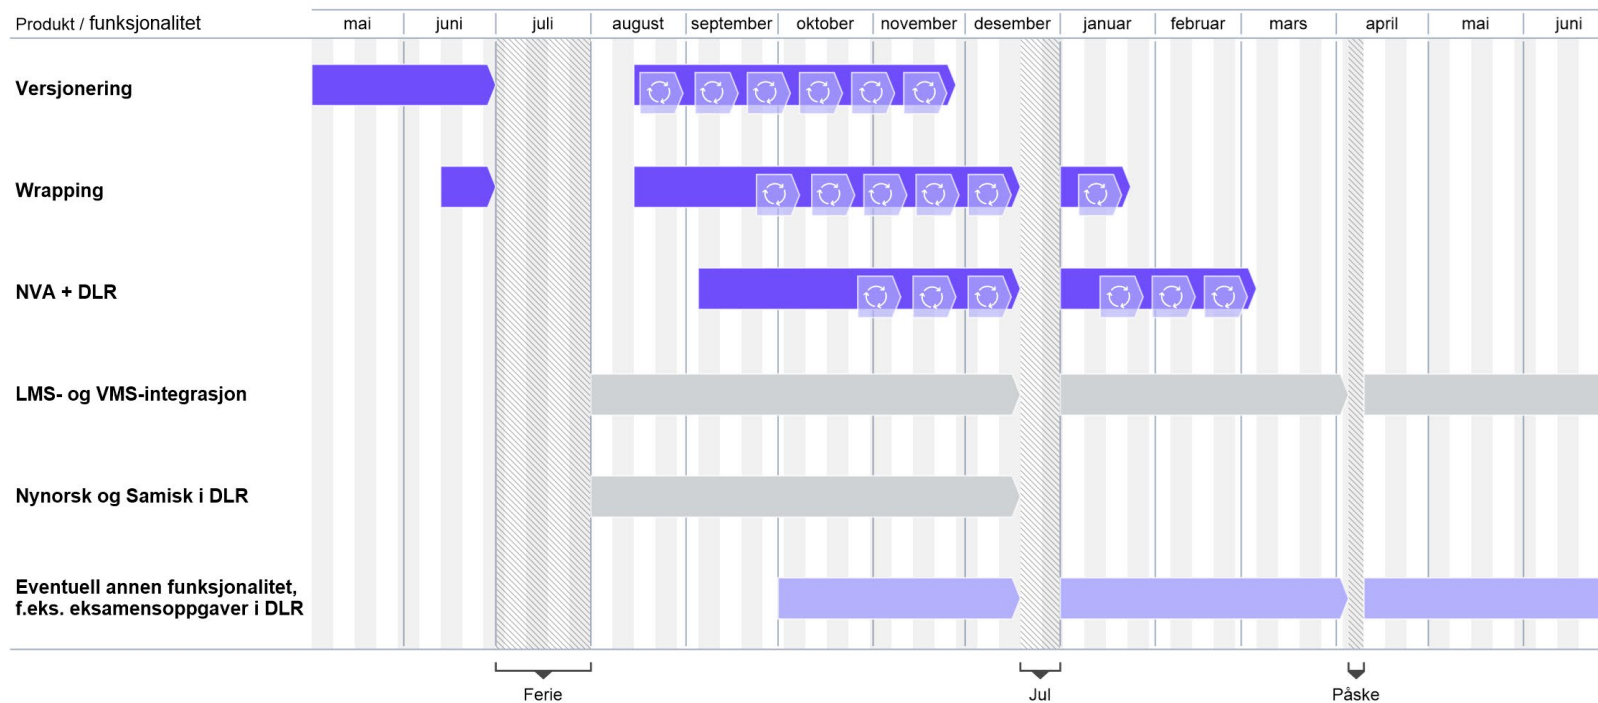 Produkt / funksjonalitet mai juni juli august september oktober november desember januar februar mars april mai juni
Versjonering
Wrapping
NVA + DLR
LMS- og VMS-integrasjon
Nynorsk og Samisk i DLR
Eventuell annen funksjonalitet,
f.eks. eksamensoppgaver i DLR
Ferie Jul Påske